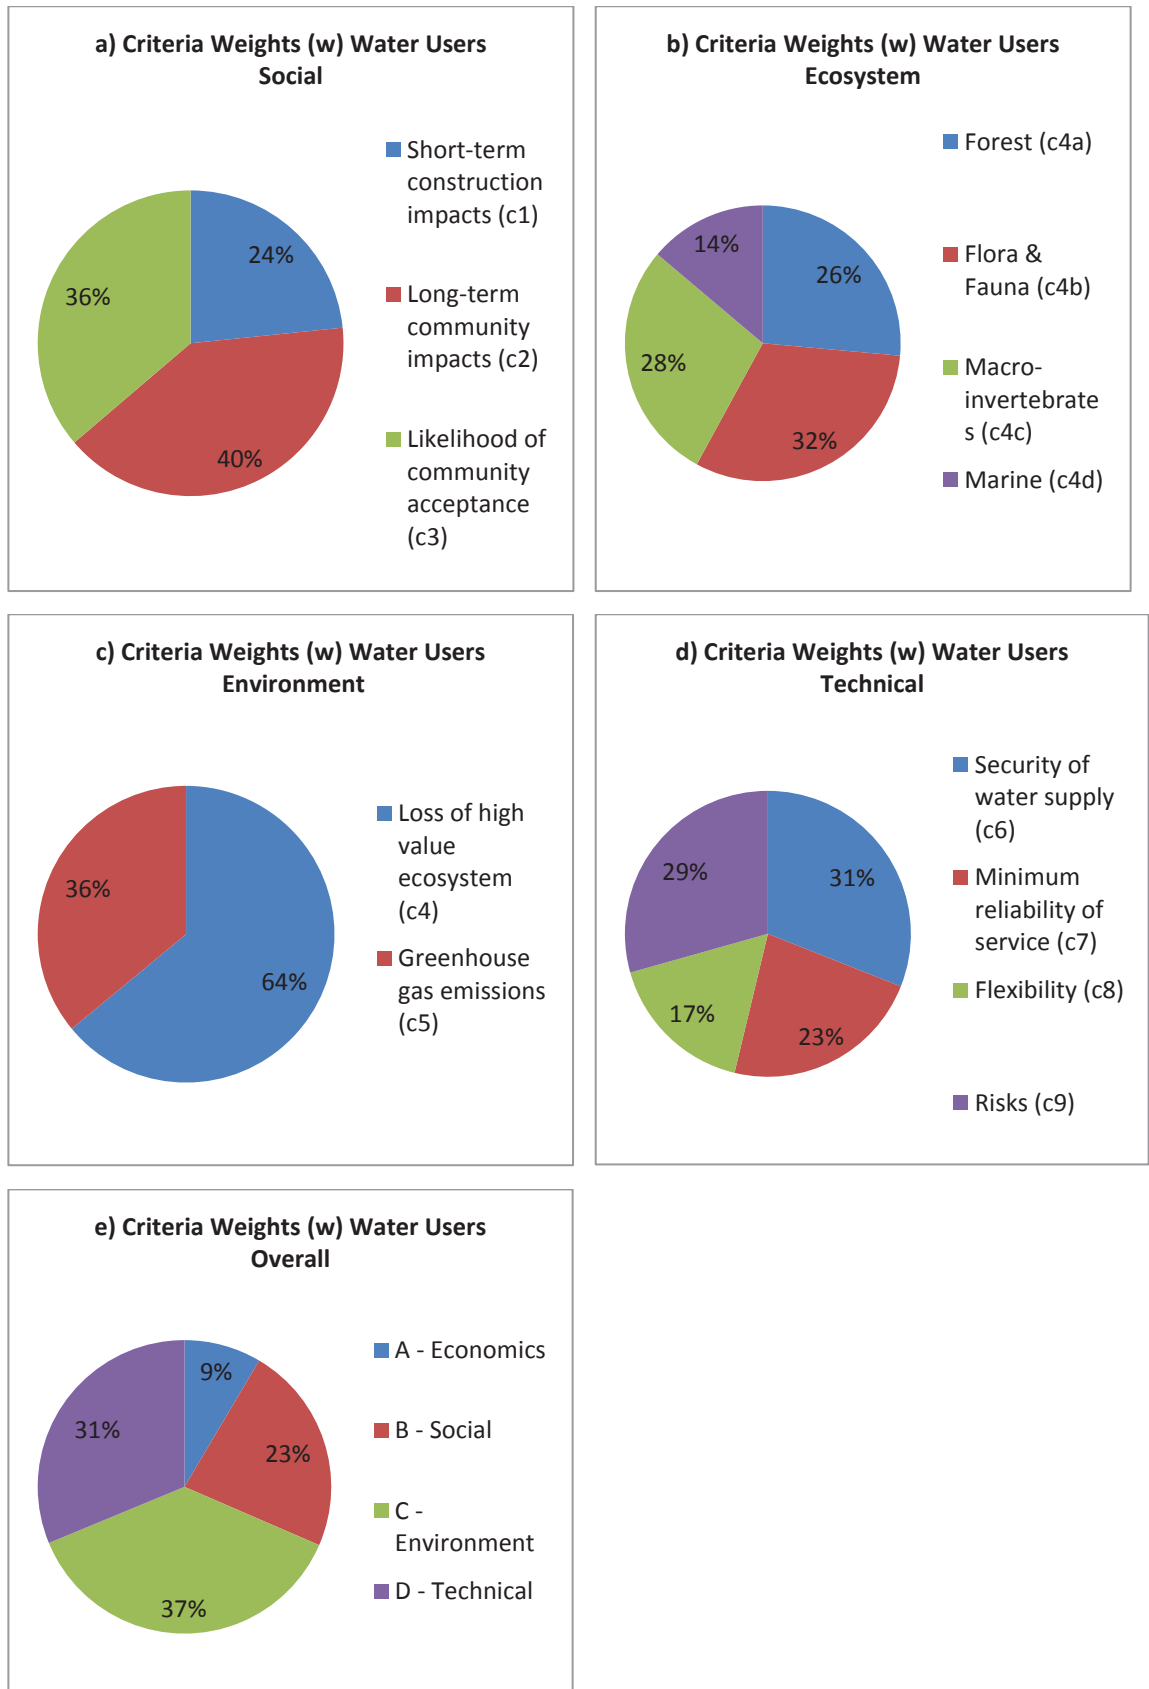 a) Criteria Weights (w) Water Users
Social
24%
40%
36%
Short-term
construction
impacts (c1)
Long-term
community
impacts (c2)
Likelihood of
community
acceptance
(c3)
b) Criteria Weights (w) Water Users
Ecosystem
26%
32%
28%
14%
Forest (c4a)
Flora &
Fauna (c4b)
Macro-
invertebrate
s (c4c)
Marine (c4d)
c) Criteria Weights (w) Water Users
Environment
64%
36%
Loss of high
value
ecosystem
(c4)
Greenhouse
gas emissions
(c5)
d) Criteria Weights (w) Water Users
Technical
31%
23%
17%
29%
Security of
water supply
(c6)
Minimum
reliability of
service (c7)
Flexibility (c8)
Risks (c9)
e) Criteria Weights (w) Water Users
Overall
9%
23%
37%
31%
A - Economics
B - Social
C -
Environment
D - Technical